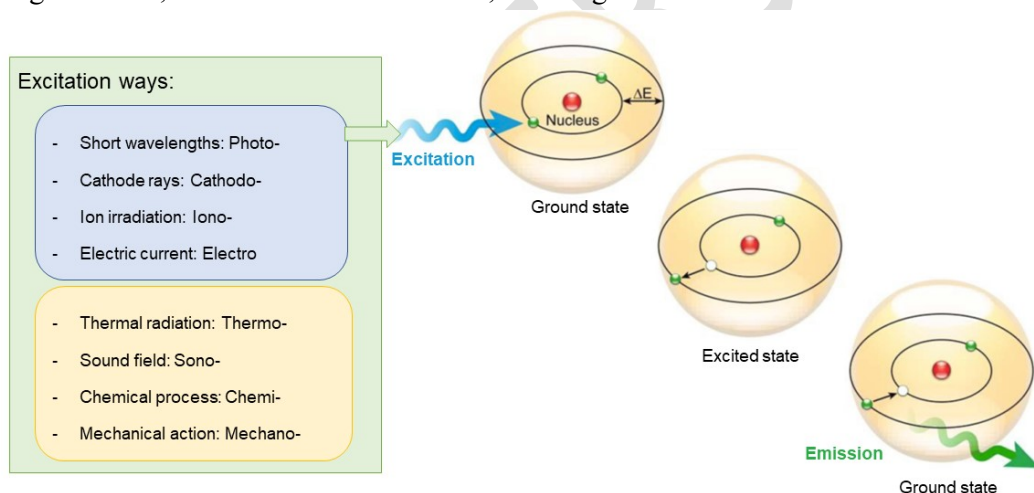 Excitation ways:
- Short wavelengths: Photo-
- Cathode rays: Cathodo-
- Ion irradiation: Iono-
- Electric current: Electro
- Thermal radiation: Thermo-
- Sound field: Sono-
- Chemical process: Chemi-
- Mechanical action: Mechano-
Excitation
ΔE
Nucleus
Ground state
Excited state
Emission
Ground state